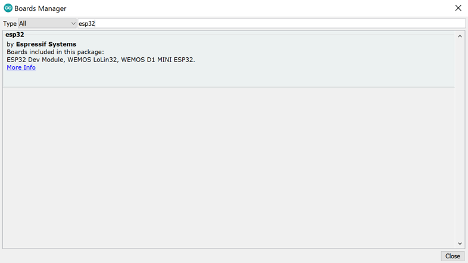 Boards Manager
Type All esp32
esp32
by Espressif Systems
Boards included in this package:
ESP32 Dev Module, WEMOS LoLin32, WEMOS D1 MINI ESP32.
More Info
Close